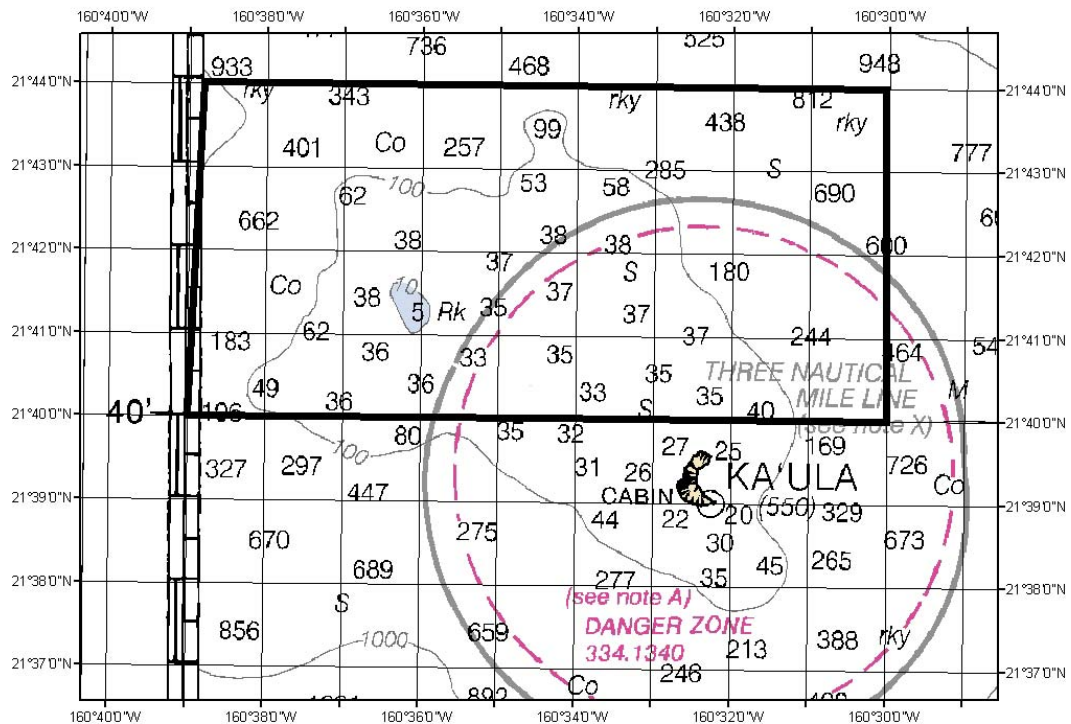 160°40'0"W 160°38'0"W 160°36'0"W 160°34'0"W 160°32'0"W 160°30'0"W
736 525
933 468 948
21°44'0"N 21°44'0"N
rky 343 rky 812
99 438 rky
401 Co 257 777
21°43'0"N 285 S 21°43'0"N
100 53 58
62 690
662
38 38
21°42'0"N 38 600 21°42'0"N
37 S 180
Co 38 37
10 5 Rk 35 37
21°41'0"N 62 37 244 21°41'0"N
183 36 33 35 464 54
THREE NAUTICAL
49 36 35 MILE LINE M
36 33 35 40
21°40'0"N 40' 106 S (see note X) 21°40'0"N
80 35 32 27 25 169
100
327 297 31 26 KA'ULA 726
21°39'0"N 447 CABIN (550) Co 21°39'0"N
44 22 20 329
670 275 30 673
689 277 35 45 265
21°38'0"N 21°38'0"N
S (see note A)
856 659 DANGER ZONE 388 rky
1000 334.1340 213
21°37'0"N 246 21°37'0"N
Co
160°40'0"W 160°38'0"W 160°36'0"W 160°34'0"W 160°32'0"W 160°30'0"W